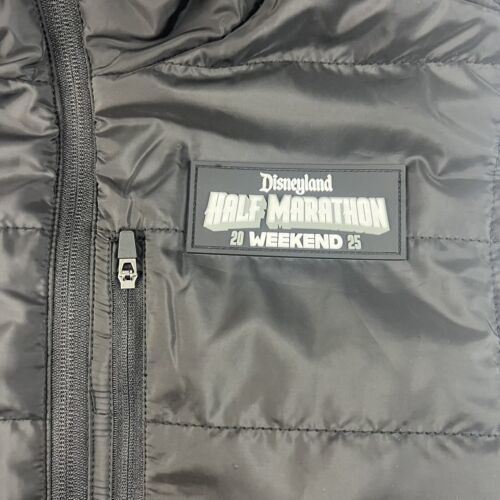 Disneyland
HALF MARATHON
20 WEEKEND 25